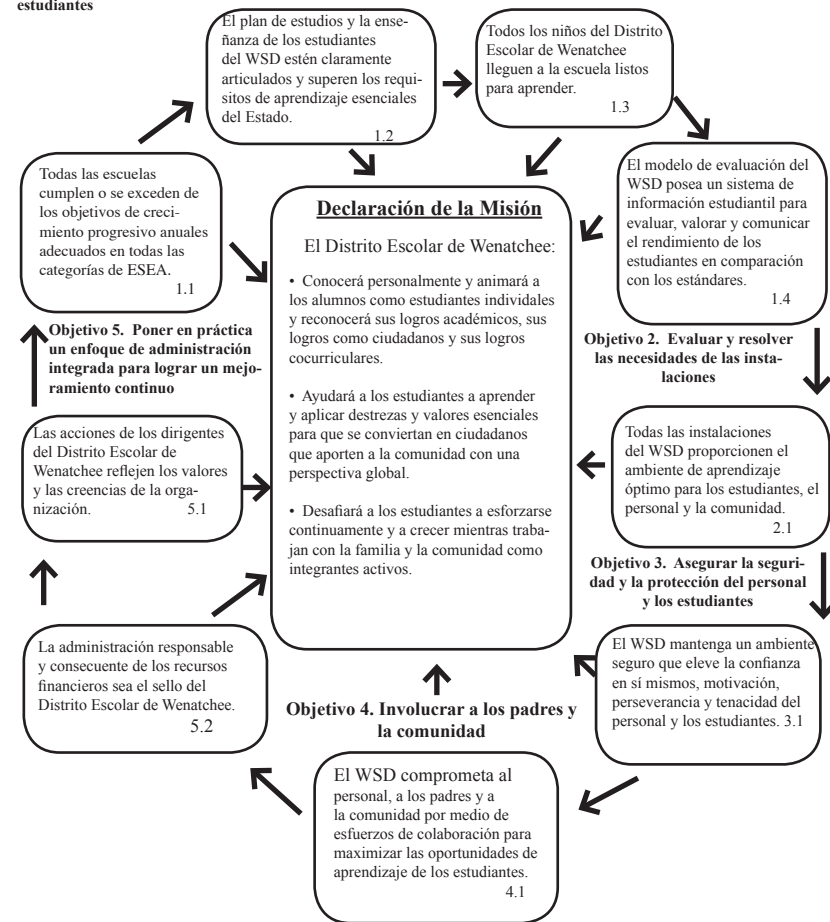 estudiantes
El plan de estudios y la ense-
ñanza de los estudiantes
del WSD estén claramente
articulados y superen los requi-
sitos de aprendizaje esenciales
del Estado.
1.2
Todos los niños del Distrito
Escolar de Wenatchee
lleguen a la escuela listos
para aprender.
1.3
Todas las escuelas
cumplen o se exceden de
los objetivos de creci-
miento progresivo anuales
adecuados en todas las
categorías de ESEA.
1.1
El modelo de evaluación del
WSD posea un sistema de
información estudiantil para
evaluar, valorar y comunicar
el rendimiento de los
estudiantes en comparación
con los estándares.
1.4
Declaración de la Misión
El Distrito Escolar de Wenatchee:
• Conocerá personalmente y animará a
los alumnos como estudiantes individales
y reconocerá sus logros académicos, sus
logros como ciudadanos y sus logros
cocurriculares.
• Ayudará a los estudiantes a aprender
y aplicar destrezas y valores esenciales
para que se conviertan en ciudadanos
que aporten a la comunidad con una
perspectiva global.
• Desafiará a los estudiantes a esforzarse
continuamente y a crecer mientras traba-
jan con la familia y la comunidad como
integrantes activos.
Objetivo 5. Poner en práctica
un enfoque de administración
integrada para lograr un mejo-
ramiento continuo
Objetivo 2. Evaluar y resolver
las necesidades de las insta-
laciones
Las acciones de los dirigentes
del Distrito Escolar de
Wenatchee reflejen los valores
y las creencias de la orga-
nización. 5.1
Todas las instalaciones
del WSD proporcionen el
ambiente de aprendizaje
óptimo para los estudiantes, el
personal y la comunidad.
2.1
Objetivo 3. Asegurar la seguri-
dad y la protección del personal
y los estudiantes
La administración responsable
y consecuente de los recursos
financieros sea el sello del
Distrito Escolar de Wenatchee.
5.2
El WSD mantenga un ambiente
seguro que eleve la confianza
en sí mismos, motivación,
perseverancia y tenacidad del
personal y los estudiantes. 3.1
Objetivo 4. Involucrar a los padres y
la comunidad
El WSD comprometa al
personal, a los padres y a
la comunidad por medio de
esfuerzos de colaboración para
maximizar las oportunidades de
aprendizaje de los estudiantes.
4.1